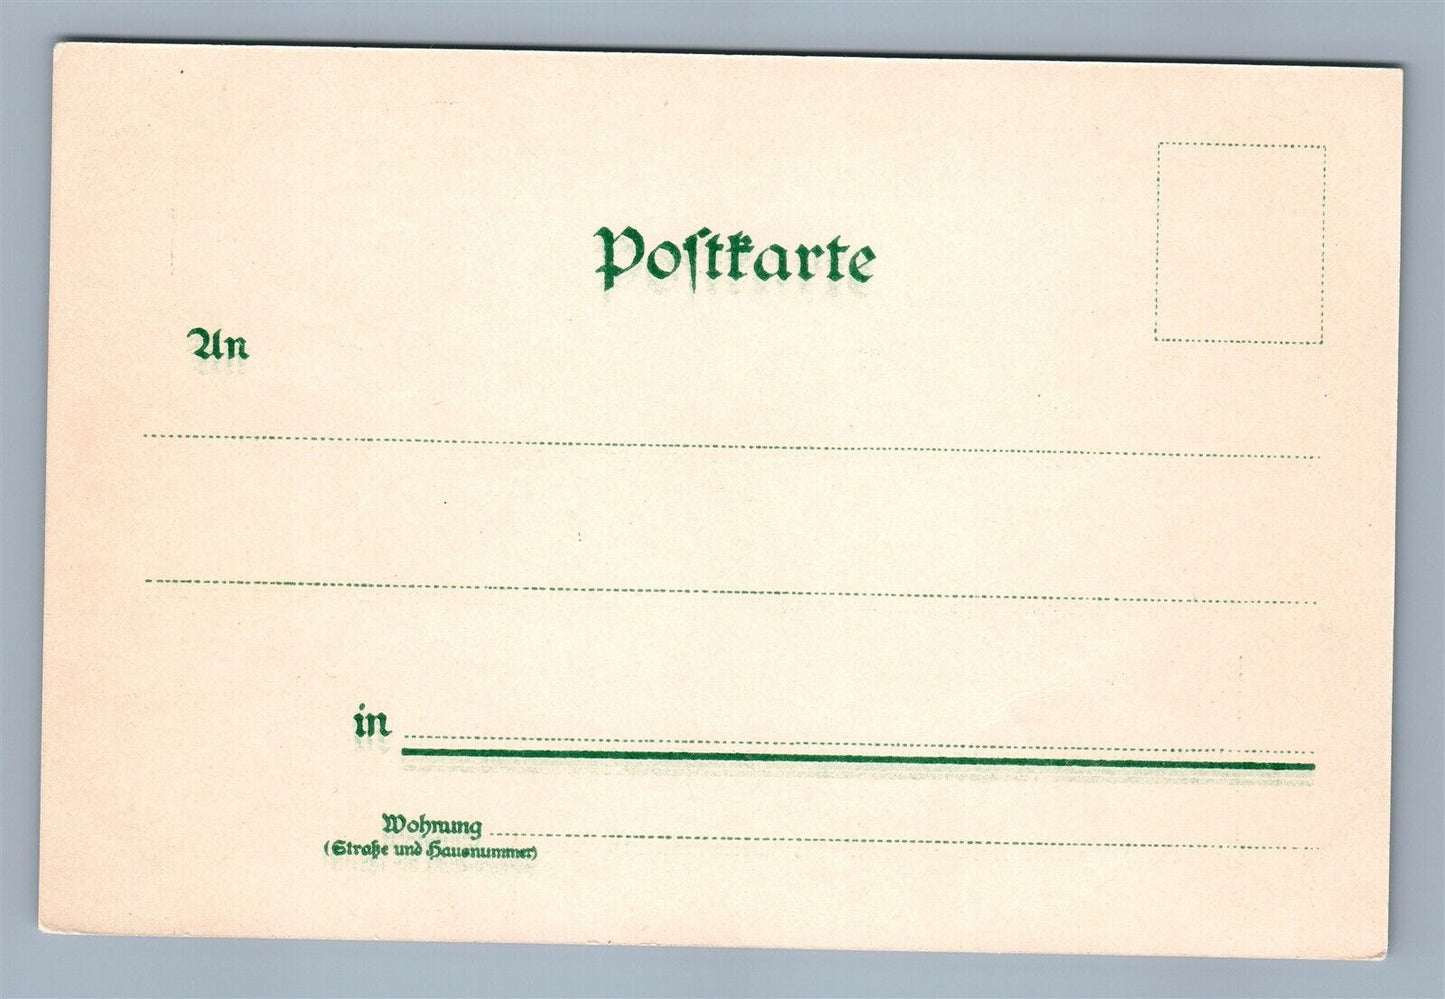 Poſtkarte
An
in
Wohnung
(Straße und Hausnummer)